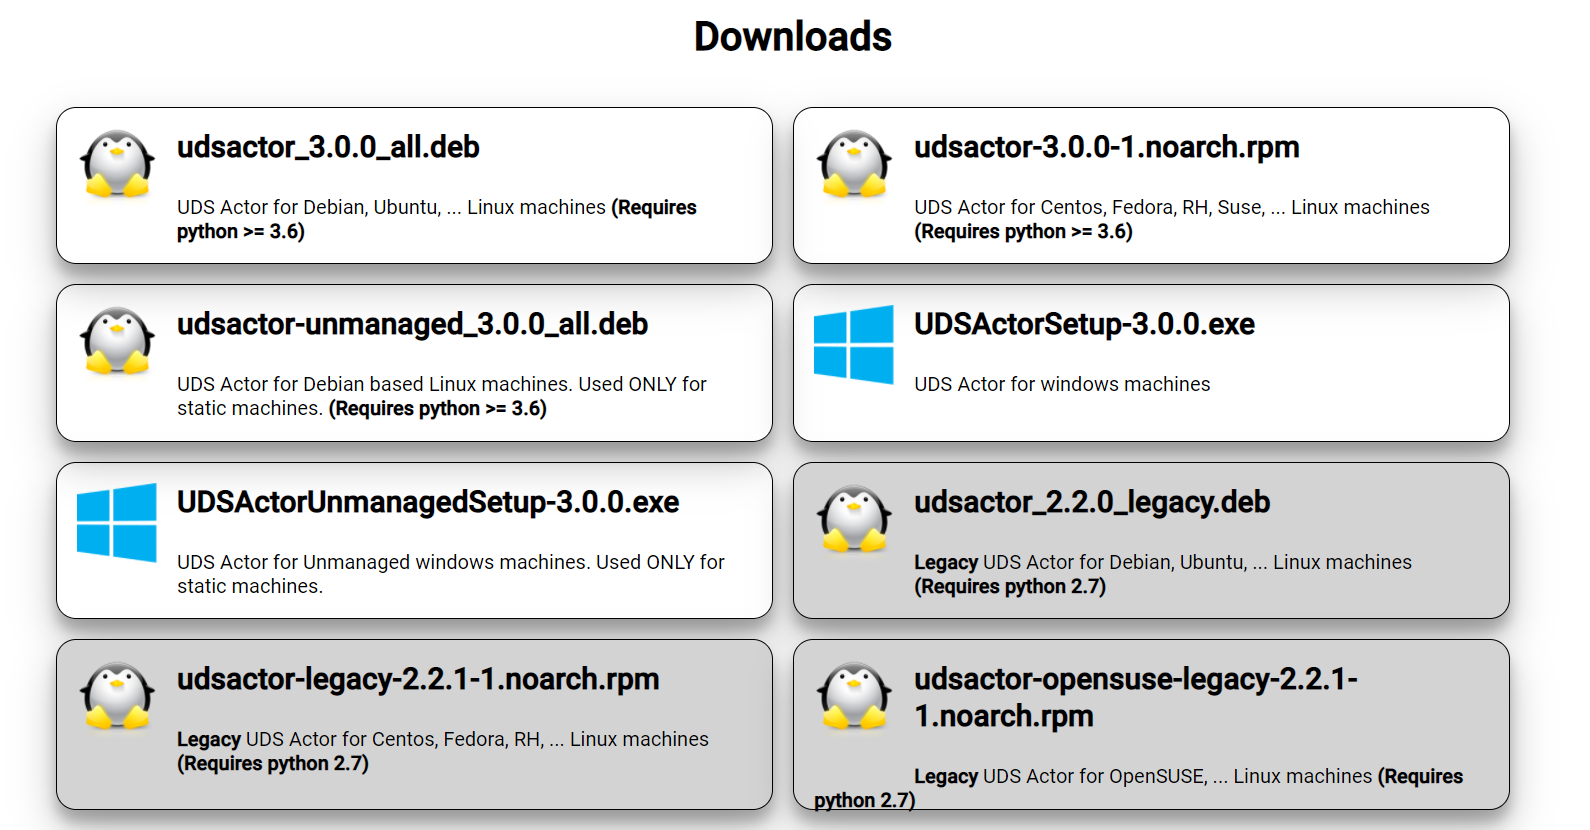 Downloads
udsactor_3.0.0_all.deb
UDS Actor for Debian, Ubuntu, ... Linux machines (Requires
python >= 3.6)
udsactor-3.0.0-1.noarch.rpm
UDS Actor for Centos, Fedora, RH, Suse, ... Linux machines
(Requires python >= 3.6)
udsactor-unmanaged_3.0.0_all.deb
UDS Actor for Debian based Linux machines. Used ONLY for
static machines. (Requires python >= 3.6)
UDSActorSetup-3.0.0.exe
UDS Actor for windows machines
UDSActorUnmanagedSetup-3.0.0.exe
UDS Actor for Unmanaged windows machines. Used ONLY for
static machines.
udsactor_2.2.0_legacy.deb
Legacy UDS Actor for Debian, Ubuntu, ... Linux machines
(Requires python 2.7)
udsactor-legacy-2.2.1-1.noarch.rpm
Legacy UDS Actor for Centos, Fedora, RH, ... Linux machines
(Requires python 2.7)
udsactor-opensuse-legacy-2.2.1-
1.noarch.rpm
Legacy UDS Actor for OpenSUSE, ... Linux machines (Requires
python 2.7)